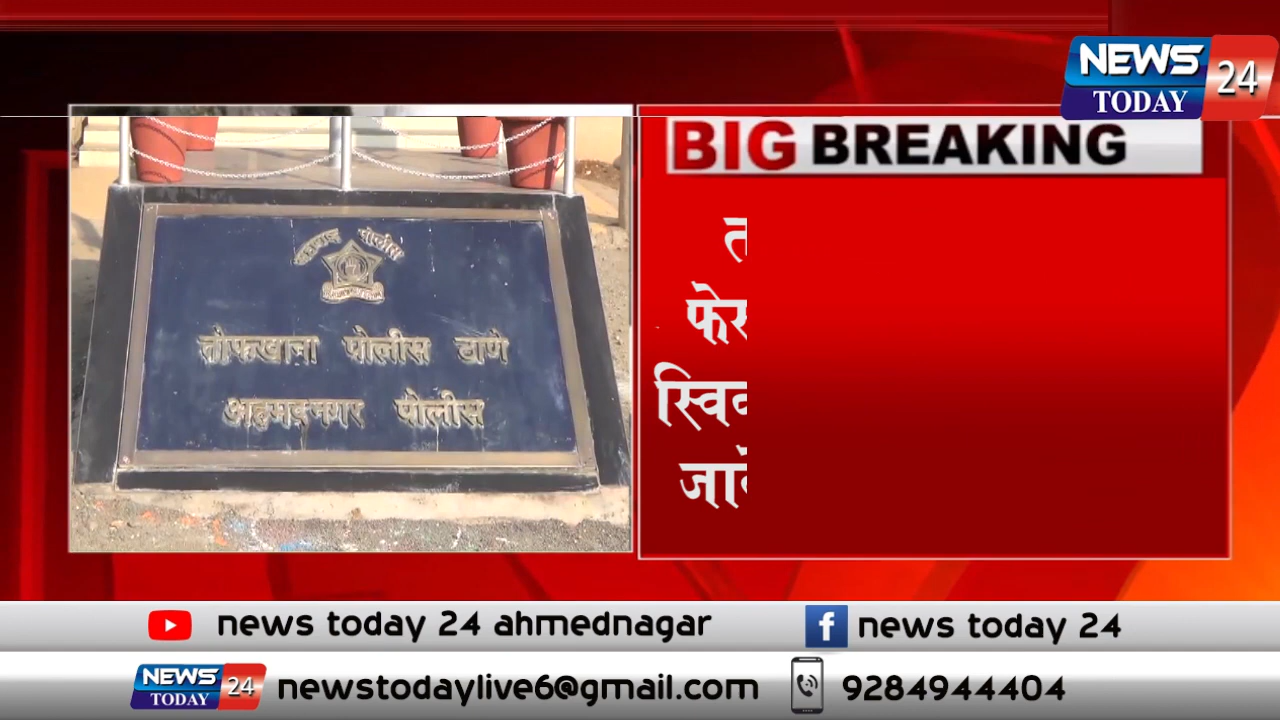 NEWS 24
TODAY
BIG BREAKING
पोलीस
तोफखाना पोलीस ठाणे
अहमदनगर पोलीस
news today 24 ahmednagar
news today 24
NEWS 24
TODAY
newstodaylive6@gmail.com
9284944404